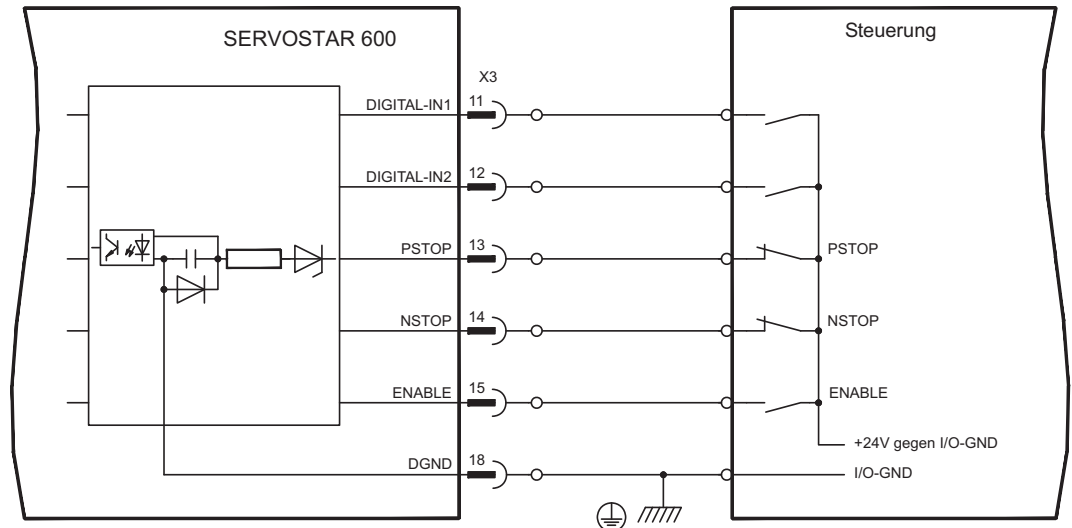 SERVOSTAR 600
Steuerung
X3
DIGITAL-IN1 11
DIGITAL-IN2 12
PSTOP 13 PSTOP
NSTOP 14 NSTOP
ENABLE 15 ENABLE
+24V gegen I/O-GND
DGND 18 I/O-GND